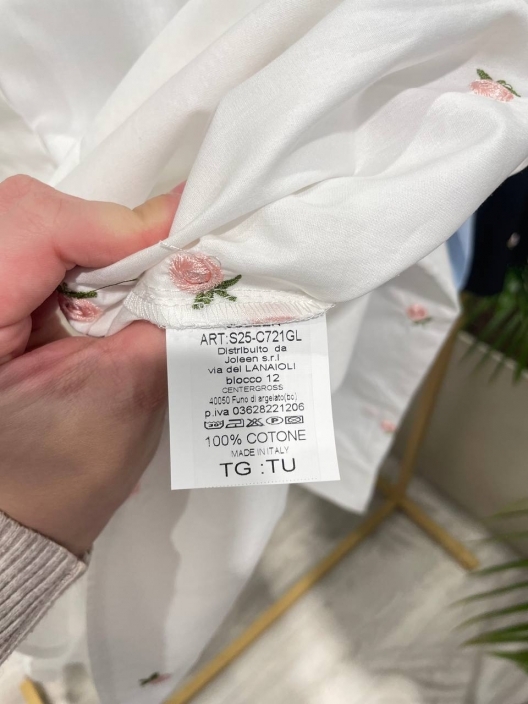 ART:S25-C721GL
Distribuito da
Joleen s.r.l
via del LANAIOLI
blocco 12
CENTERGROSS
40050 Funo di argelato(bo)
p.iva 03628221206
100% COTONE
MADE IN ITALY
TG :TU